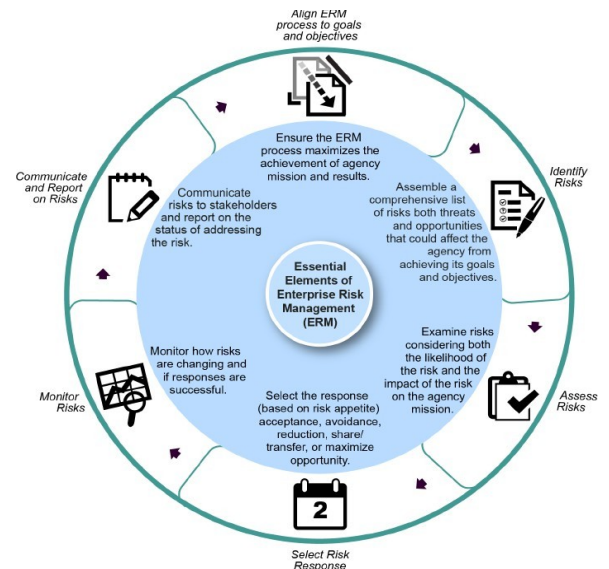 Align ERM
process to goals
and objectives
Ensure the ERM
process maximizes the
achievement of agency
mission and results.
Identify
Risks
Assemble a
comprehensive list
of risks both threats
and opportunities
that could affect the
agency from
achieving its goals
and objectives.
Assess
Risks
Examine risks
considering both
the likelihood of
the risk and the
impact of the risk
on the agency
mission.
Select Risk
Response
2
Select the response
(based on risk appetite)
acceptance, avoidance,
reduction, share/
transfer, or maximize
opportunity.
Monitor
Risks
Monitor how risks
are changing and
if responses are
successful.
Communicate
and Report
on Risks
Communicate
risks to stakeholders
and report on the
status of addressing
the risk.
Essential
Elements of
Enterprise Risk
Management
(ERM)